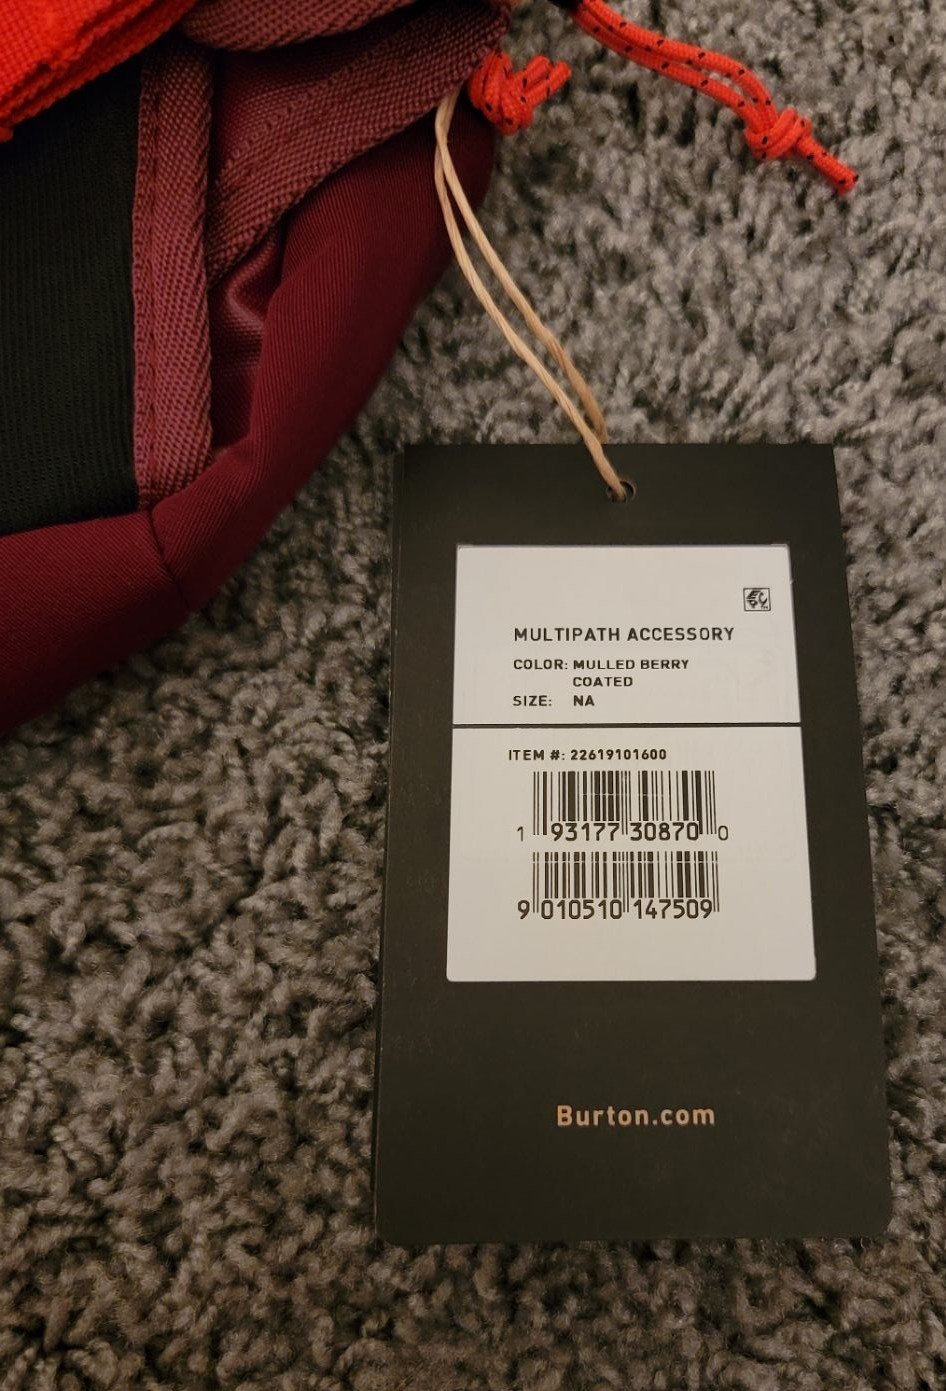 MULTIPATH ACCESSORY
COLOR: MULLED BERRY
COATED
SIZE: NA
ITEM #: 22619101600
1 93177 30870 0
9 010510 147509
Burton.com